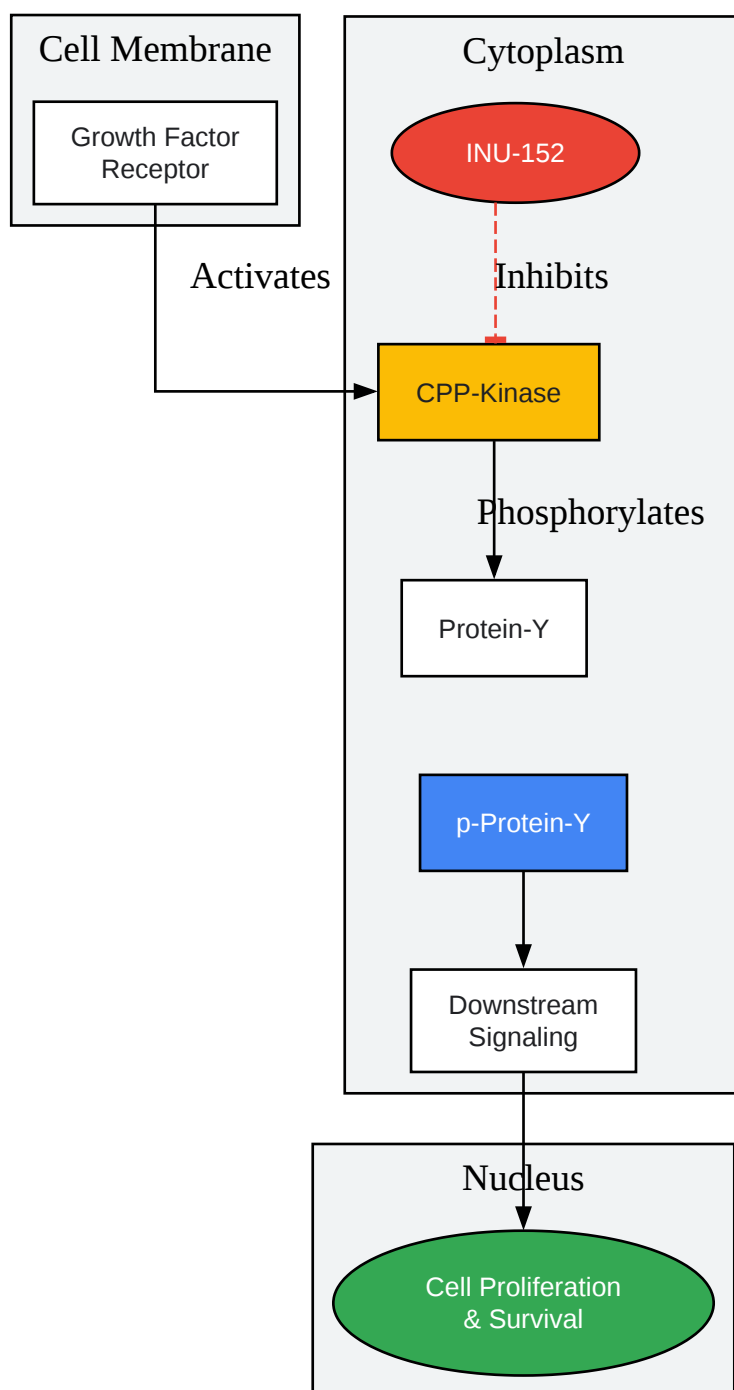 Cell Membrane
Growth Factor
Receptor
Activates
Cytoplasm
INU-152
Inhibits
CPP-Kinase
Phosphorylates
Protein-Y
p-Protein-Y
Downstream
Signaling
Nucleus
Cell Proliferation
& Survival